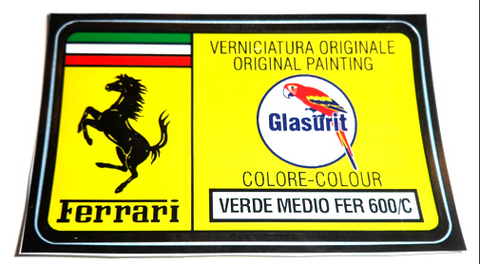 VERNICIATURA ORIGINALE
ORIGINAL PAINTING
Glasurit
COLORE-COLOUR
VERDE MEDIO FER 600/C
Ferrari